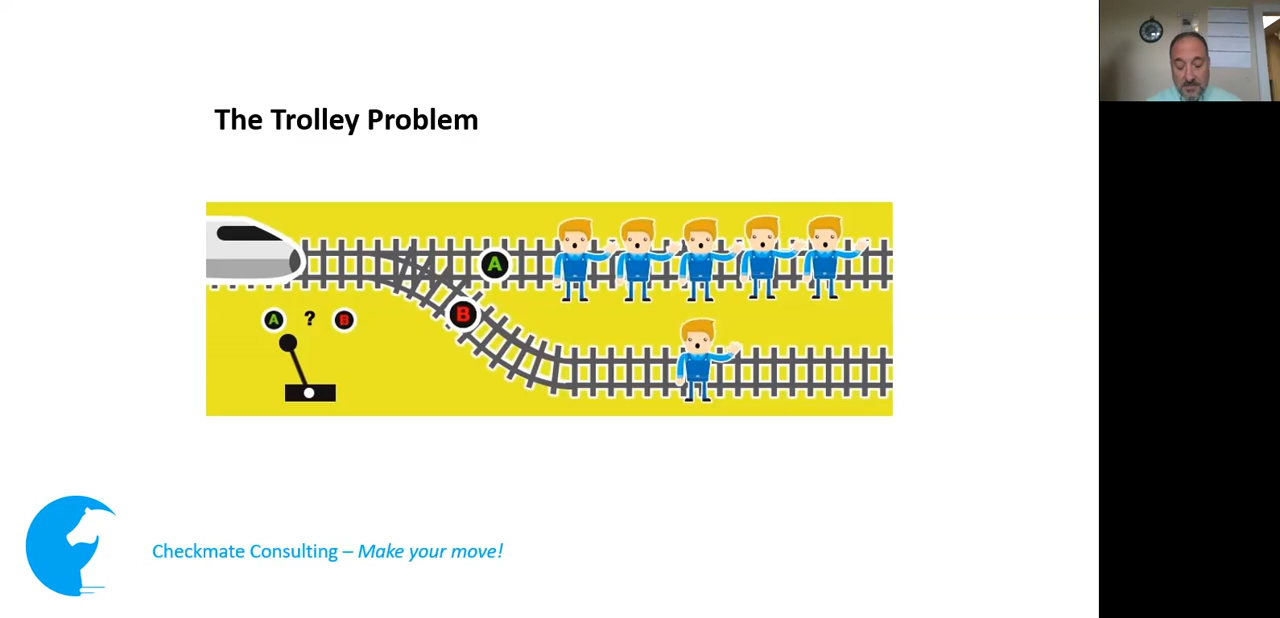 The Trolley Problem
A
B
A ? B
Checkmate Consulting – Make your move!